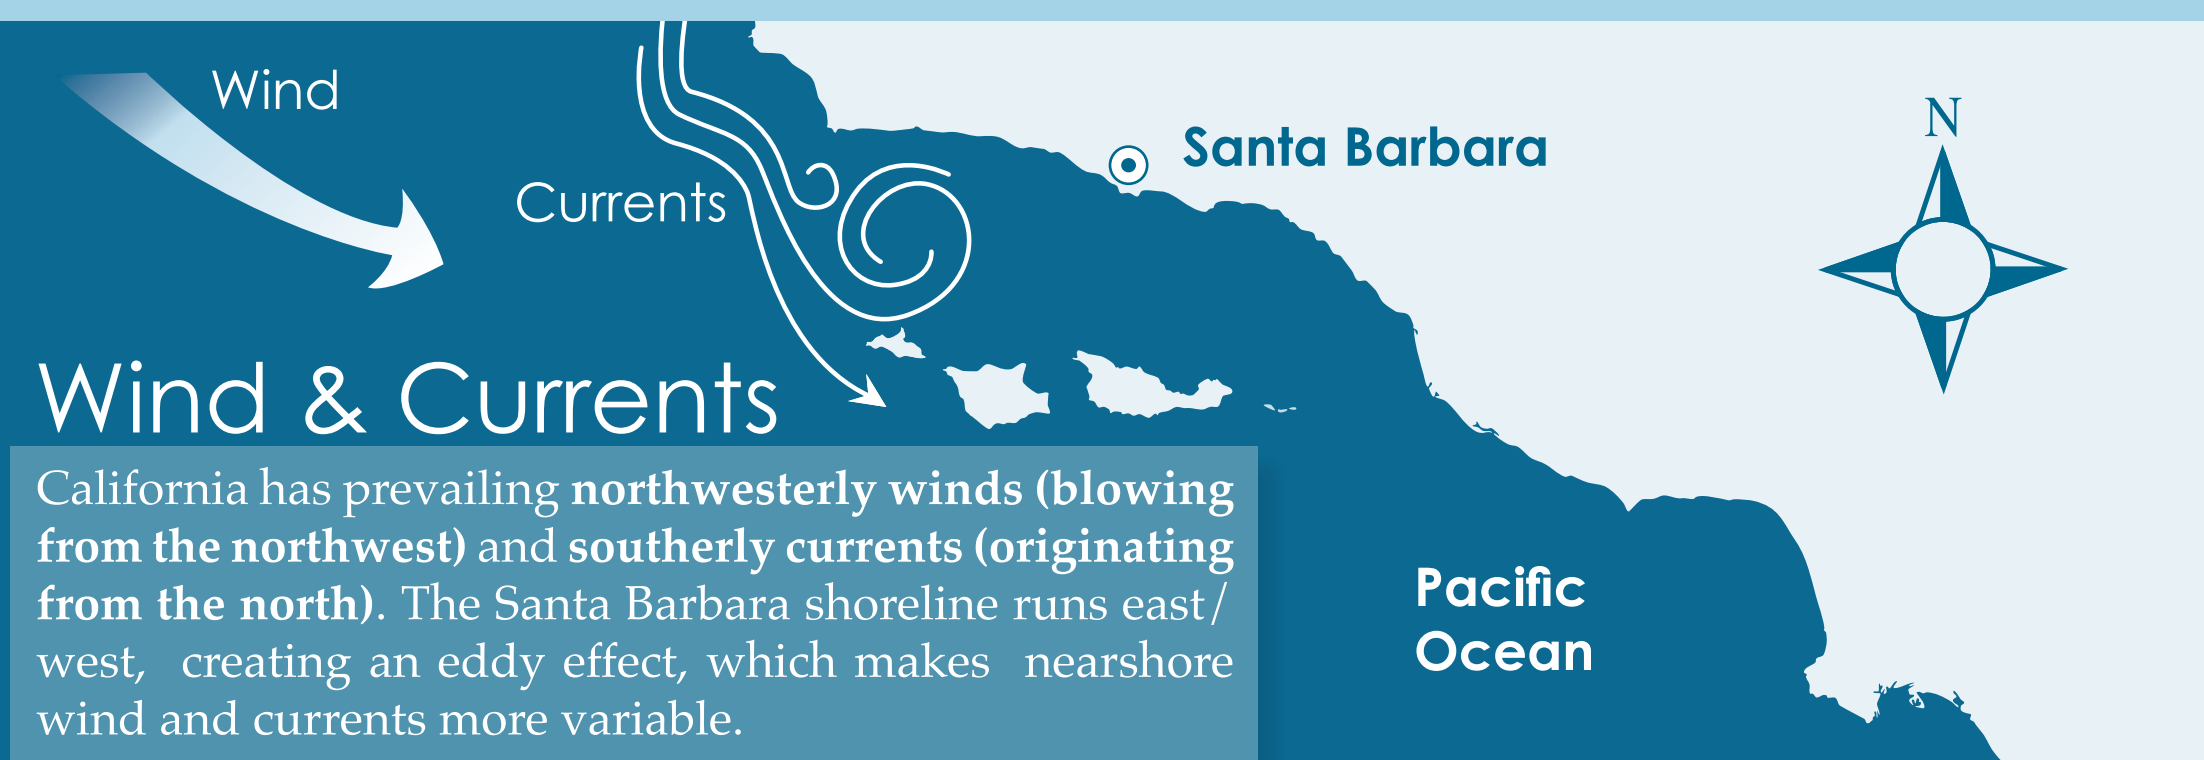 Wind
N
Santa Barbara
Currents
Wind & Currents
California has prevailing northwesterly winds (blowing
from the northwest) and southerly currents (originating
from the north). The Santa Barbara shoreline runs east/
west, creating an eddy effect, which makes nearshore
wind and currents more variable.
Pacific
Ocean